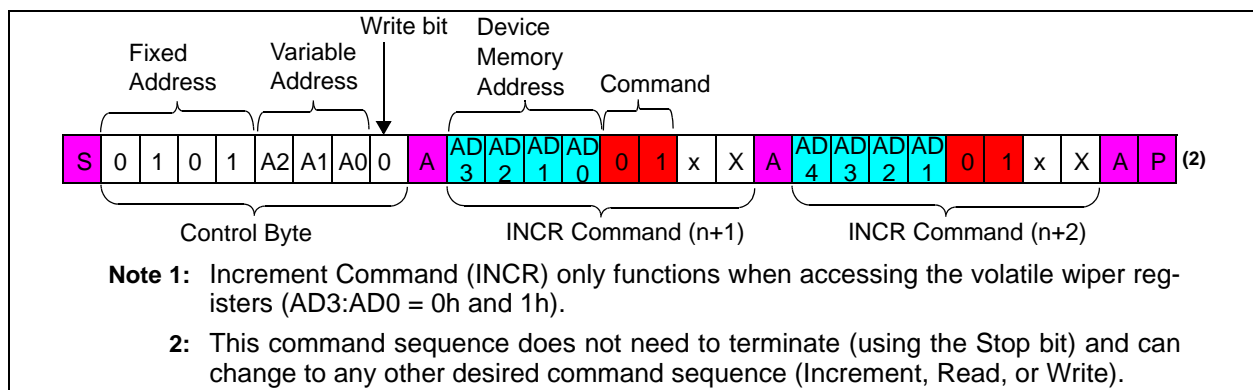 Write bit
Device
Memory
Address
Fixed
Address
Variable
Address
Command
S 0 1 0 1 A2 A1 A0 0 A AD3 AD2 AD1 AD0 0 1 x X A AD4 AD3 AD2 AD1 0 1 x X A P (2)
Control Byte INCR Command (n+1) INCR Command (n+2)
Note 1: Increment Command (INCR) only functions when accessing the volatile wiper reg-
isters (AD3:AD0 = 0h and 1h).
2: This command sequence does not need to terminate (using the Stop bit) and can
change to any other desired command sequence (Increment, Read, or Write).